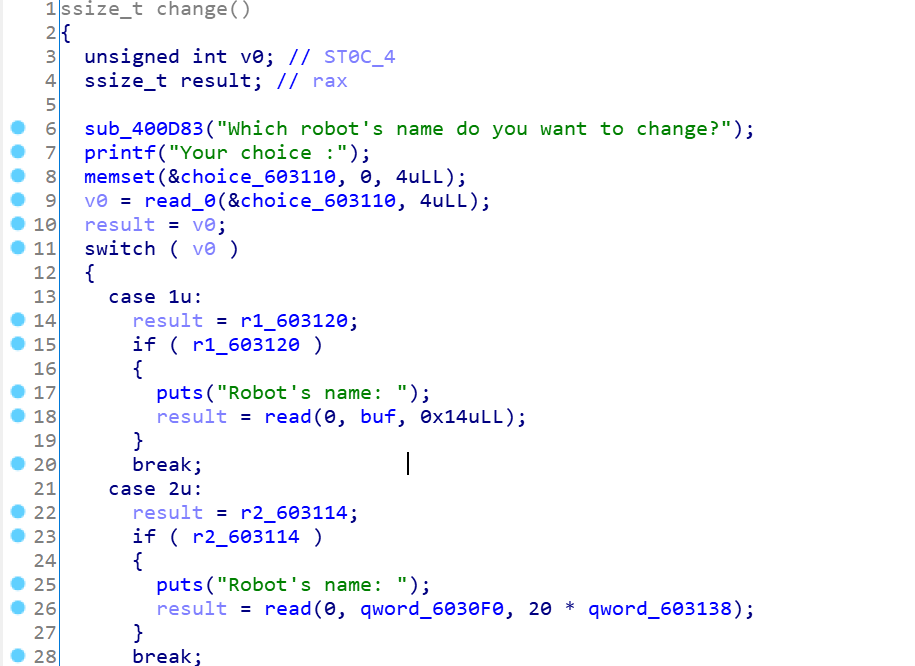 1 ssize_t change()
2 {
3 unsigned int v0; // ST0C_4
4 ssize_t result; // rax
5
6 sub_400D83("Which robot's name do you want to change?");
7 printf("Your choice :");
8 memset(&choice_603110, 0, 4uLL);
9 v0 = read_0(&choice_603110, 4uLL);
10 result = v0;
11 switch ( v0 )
12 {
13 case 1u:
14 result = r1_603120;
15 if ( r1_603120 )
16 {
17 puts("Robot's name: ");
18 result = read(0, buf, 0x14uLL);
19 }
20 break;
21 case 2u:
22 result = r2_603114;
23 if ( r2_603114 )
24 {
25 puts("Robot's name: ");
26 result = read(0, qword_6030F0, 20 * qword_603138);
27 }
28 break;